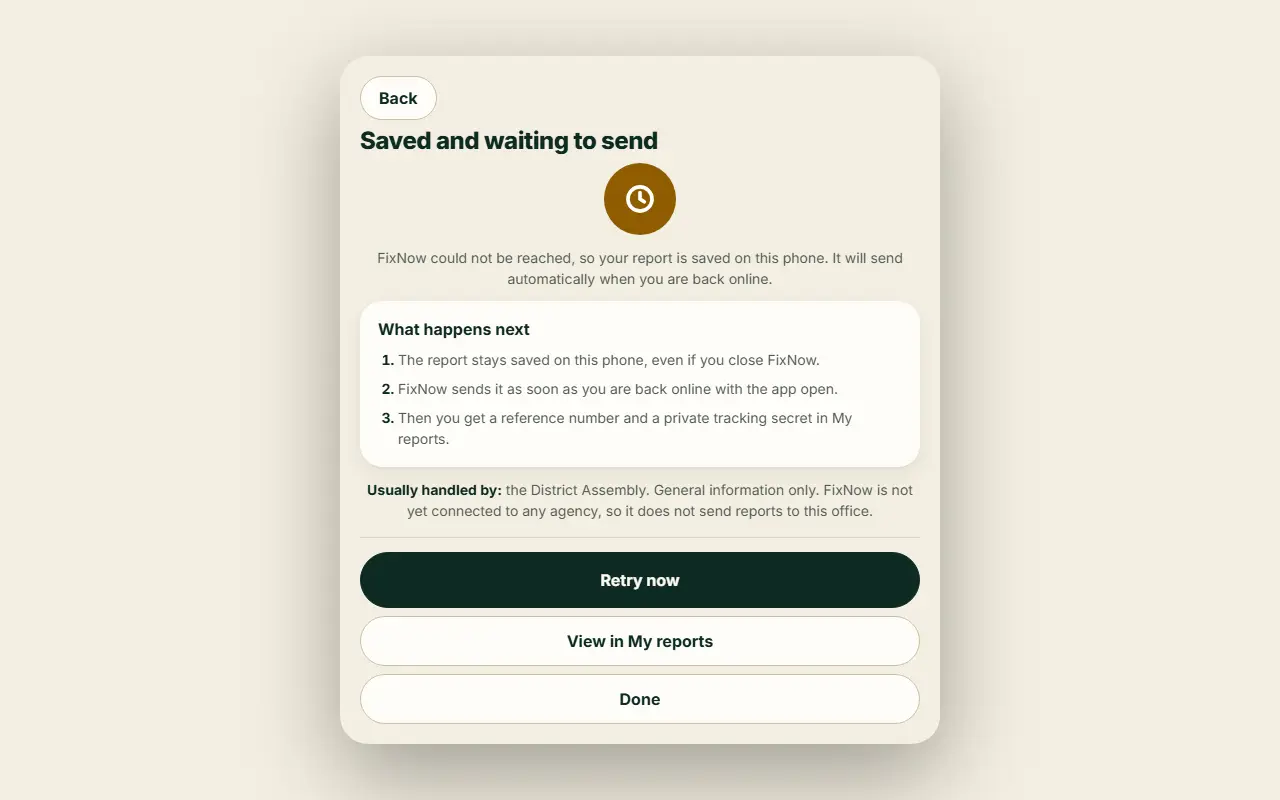 Back
Saved and waiting to send
FixNow could not be reached, so your report is saved on this phone. It will send
automatically when you are back online.
What happens next
1. The report stays saved on this phone, even if you close FixNow.
2. FixNow sends it as soon as you are back online with the app open.
3. Then you get a reference number and a private tracking secret in My
reports.
Usually handled by: the District Assembly. General information only. FixNow is not
yet connected to any agency, so it does not send reports to this office.
Retry now
View in My reports
Done